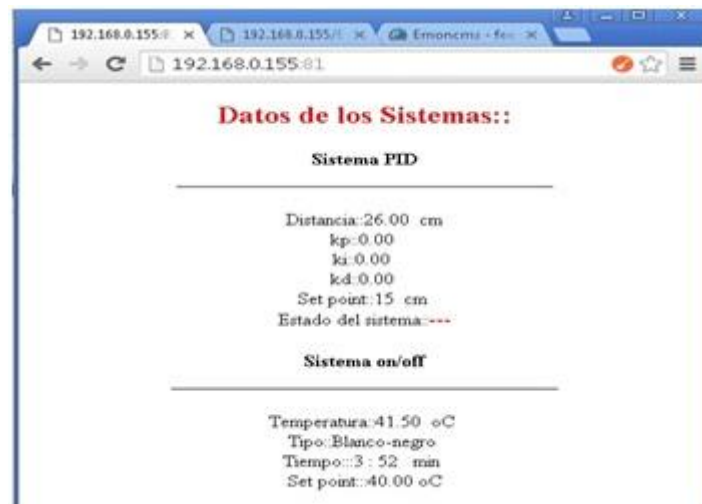 192.168.0.155:8
192.168.0.155/
Emoncms - fe
192.168.0.155:81
Datos de los Sistemas::
Sistema PID
Distancia::26.00 cm
kp::0.00
ki::0.00
kd::0.00
Set point::15 cm
Estado del sistema::---
Sistema on/off
Temperatura::41.50 oC
Tipo::Blanco-negro
Tiempo:::3 : 52 min
Set point::40.00 oC